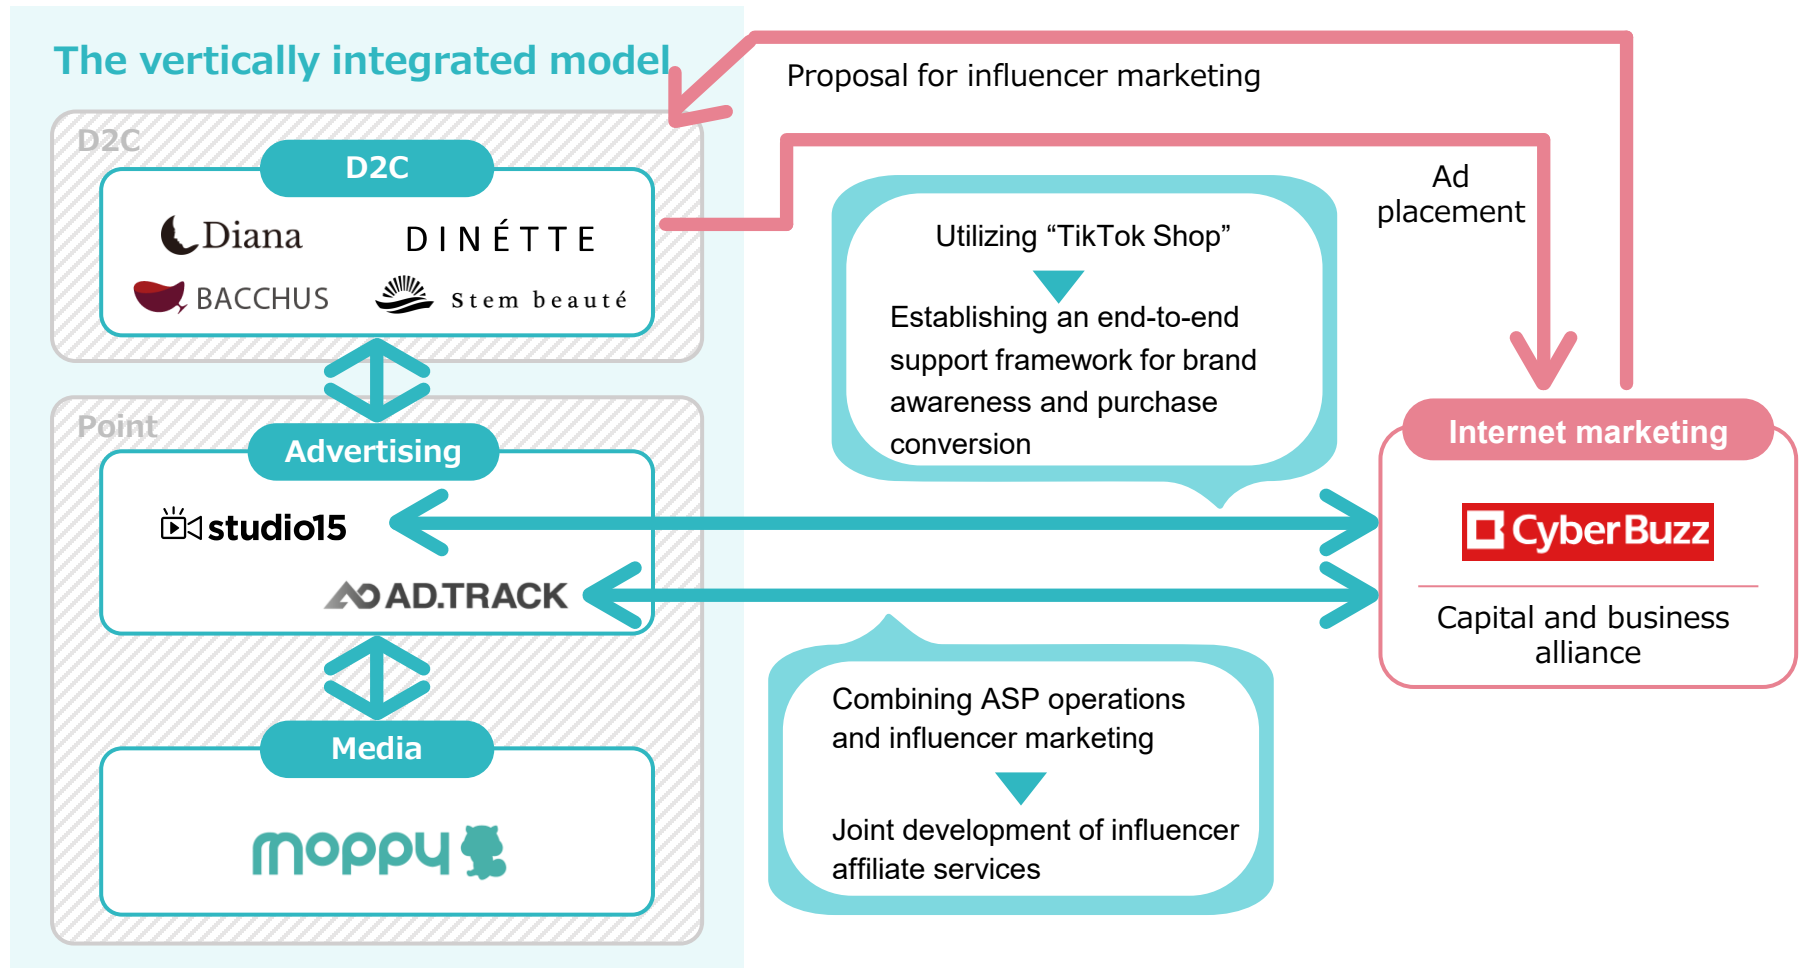 The vertically integrated model
D2C
D2C
Diana
DINÉTTE
BACCHUS
Stem beauté
Point
Advertising
studio15
AD.TRACK
Media
moppy
Proposal for influencer marketing
Ad
placement
Utilizing “TikTok Shop”
Establishing an end-to-end
support framework for brand
awareness and purchase
conversion
Combining ASP operations
and influencer marketing
Joint development of influencer
affiliate services
Internet marketing
CyberBuzz
Capital and business
alliance